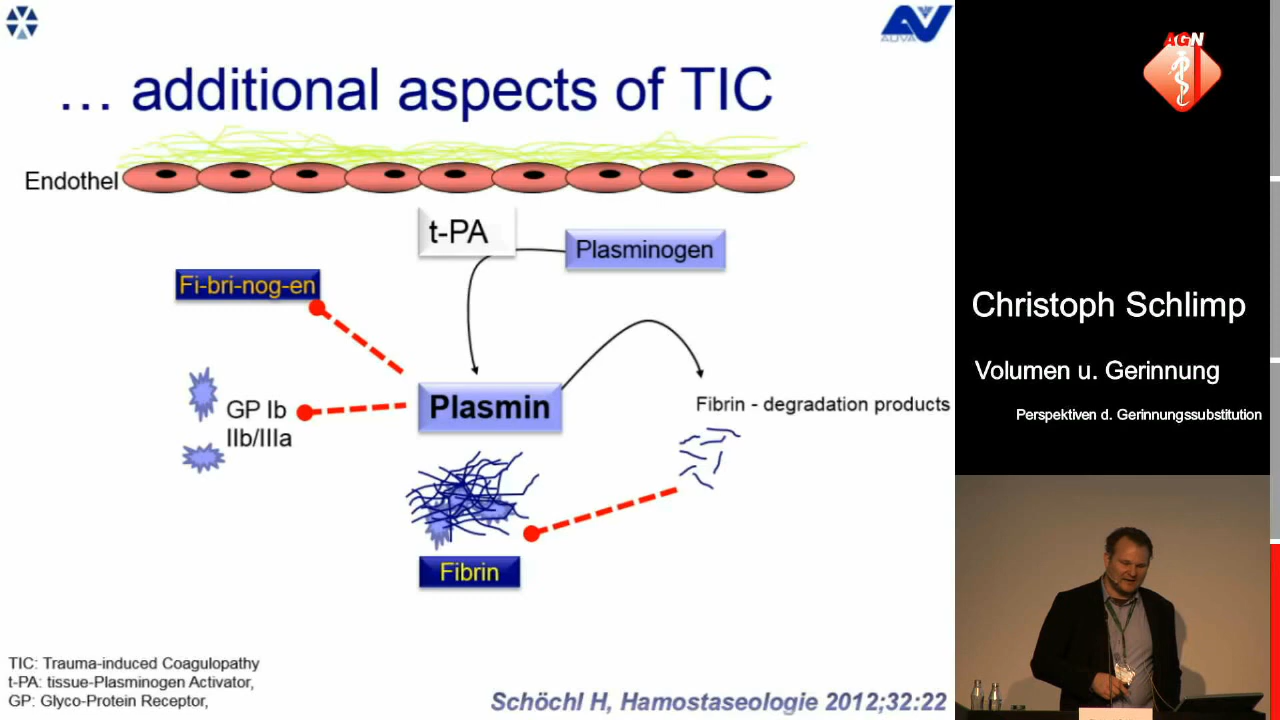 AUVA
AGN
… additional aspects of TIC
Endothel
t-PA
Plasminogen
Fi-bri-nog-en
GP Ib
IIb/IIIa
Plasmin
Fibrin - degradation products
Fibrin
TIC: Trauma-induced Coagulopathy
t-PA: tissue-Plasminogen Activator,
GP: Glyco-Protein Receptor,
Schöchl H, Hamostaseologie 2012;32:22
Christoph Schlimp
Volumen u. Gerinnung
Perspektiven d. Gerinnungssubstitution